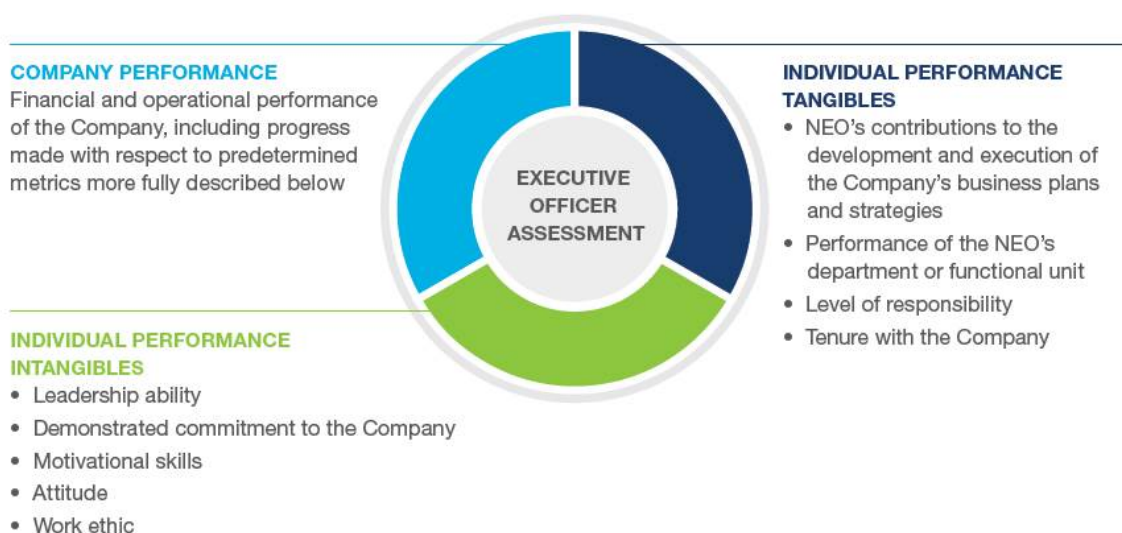 COMPANY PERFORMANCE
Financial and operational performance
of the Company, including progress
made with respect to predetermined
metrics more fully described below
EXECUTIVE
OFFICER
ASSESSMENT
INDIVIDUAL PERFORMANCE
TANGIBLES
• NEO's contributions to the
development and execution of
the Company's business plans
and strategies
• Performance of the NEO's
department or functional unit
• Level of responsibility
• Tenure with the Company
INDIVIDUAL PERFORMANCE
INTANGIBLES
• Leadership ability
• Demonstrated commitment to the Company
• Motivational skills
• Attitude
• Work ethic